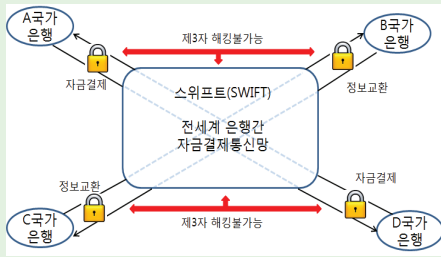 A국가
은행
제3자 해킹불가능
B국가
은행
자금결제
정보교환
스위프트(SWIFT)
전세계 은행간
자금결제통신망
정보교환
자금결제
C국가
은행
제3자 해킹불가능
D국가
은행